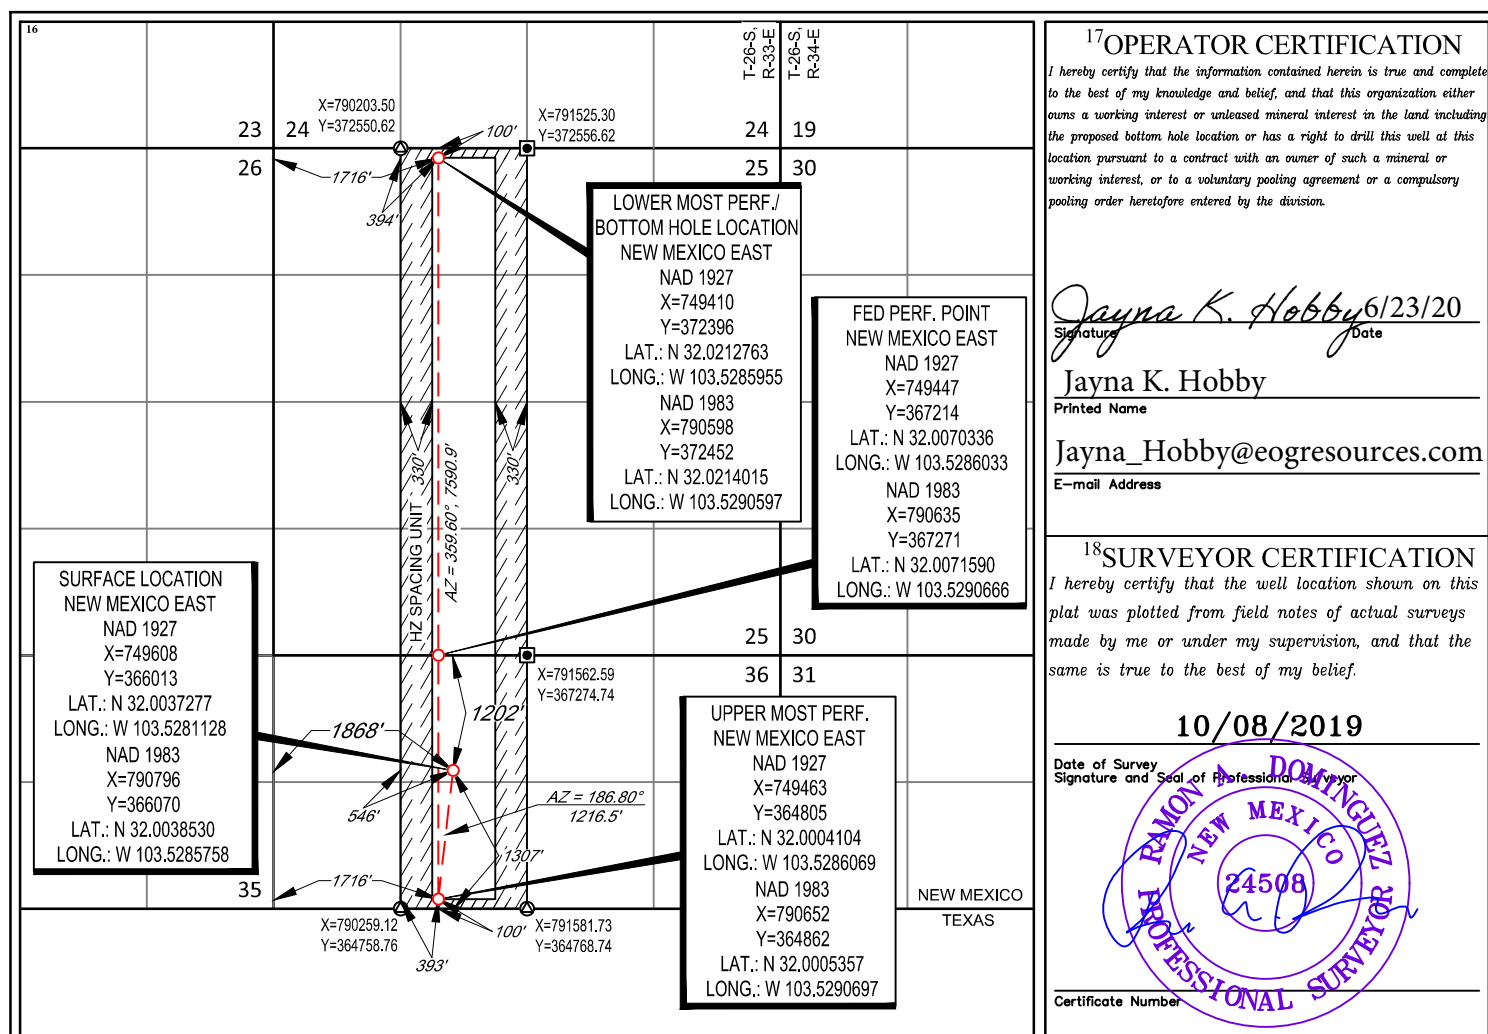 16
T-26-S,
R-33-E
T-26-S,
R-34-E
X=790203.50
Y=372550.62
X=791525.30
Y=372556.62
23
24
100'
24
19
26
1716'
25
30
394'
LOWER MOST PERF./
BOTTOM HOLE LOCATION
NEW MEXICO EAST
NAD 1927
X=749410
Y=372396
LAT.: N 32.0212763
LONG.: W 103.5285955
NAD 1983
X=790598
Y=372452
LAT.: N 32.0214015
LONG.: W 103.5290597
FED PERF. POINT
NEW MEXICO EAST
NAD 1927
X=749447
Y=367214
LAT.: N 32.0070336
LONG.: W 103.5286033
NAD 1983
X=790635
Y=367271
LAT.: N 32.0071590
LONG.: W 103.5290666
330'
330'
HZ SPACING UNIT
AZ = 359.60°, 7590.9'
SURFACE LOCATION
NEW MEXICO EAST
NAD 1927
X=749608
Y=366013
LAT.: N 32.0037277
LONG.: W 103.5281128
NAD 1983
X=790796
Y=366070
LAT.: N 32.0038530
LONG.: W 103.5285758
25
30
36
31
X=791562.59
Y=367274.74
1202'
1868'
546'
AZ = 186.80°
1216.5'
1307'
UPPER MOST PERF.
NEW MEXICO EAST
NAD 1927
X=749463
Y=364805
LAT.: N 32.0004104
LONG.: W 103.5286069
NAD 1983
X=790652
Y=364862
LAT.: N 32.0005357
LONG.: W 103.5290697
35
1716'
NEW MEXICO
TEXAS
X=790259.12
Y=364758.76
100'
X=791581.73
Y=364768.74
393'
17OPERATOR CERTIFICATION
I hereby certify that the information contained herein is true and complete
to the best of my knowledge and belief, and that this organization either
owns a working interest or unleased mineral interest in the land including
the proposed bottom hole location or has a right to drill this well at this
location pursuant to a contract with an owner of such a mineral or
working interest, or to a voluntary pooling agreement or a compulsory
pooling order heretofore entered by the division.
Jayna K. Hobby 6/23/20
Signature Date
Jayna K. Hobby
Printed Name
Jayna_Hobby@eogresources.com
E-mail Address
18SURVEYOR CERTIFICATION
I hereby certify that the well location shown on this
plat was plotted from field notes of actual surveys
made by me or under my supervision, and that the
same is true to the best of my belief.
10/08/2019
Date of Survey
Signature and Seal of Professional Surveyor
RAMON A. DOMINGUEZ
NEW MEXICO
24508
PROFESSIONAL SURVEYOR
Certificate Number